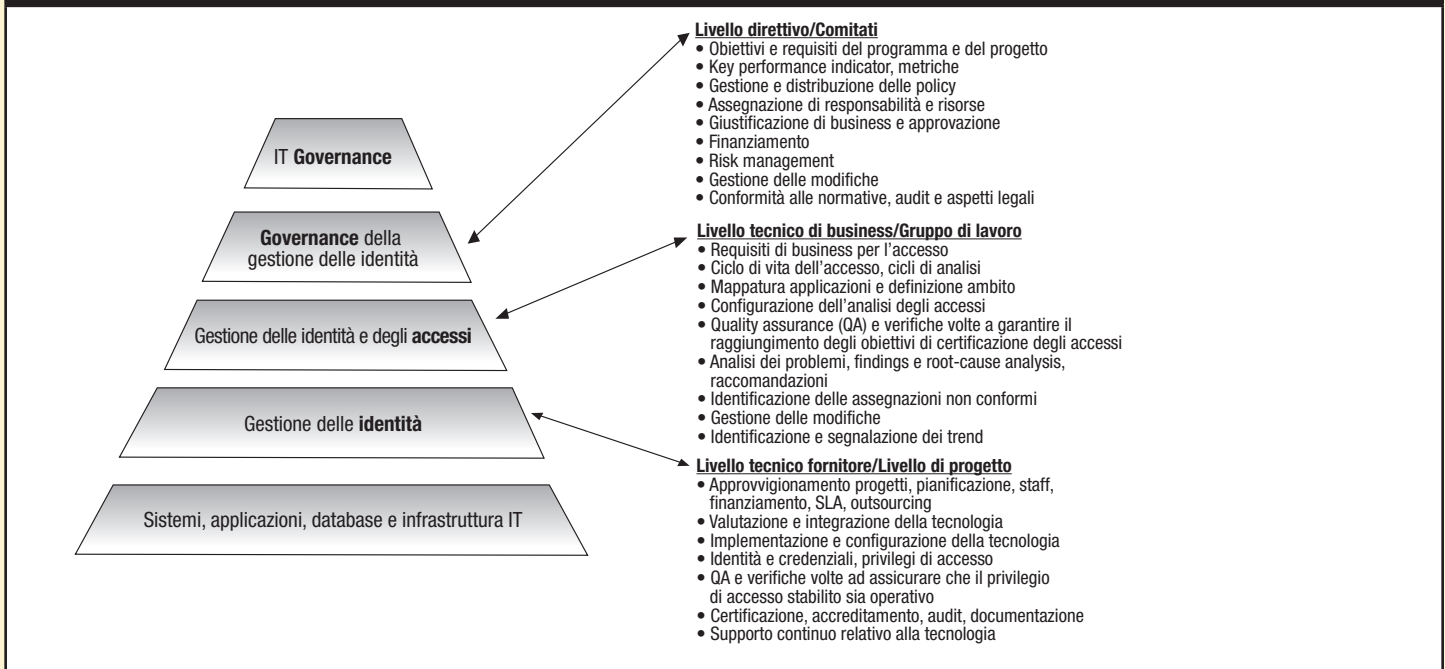 IT Governance
Governance della
gestione delle identità
Gestione delle identità e degli accessi
Gestione delle identità
Sistemi, applicazioni, database e infrastruttura IT
Livello direttivo/Comitati
• Obiettivi e requisiti del programma e del progetto
• Key performance indicator, metriche
• Gestione e distribuzione delle policy
• Assegnazione di responsabilità e risorse
• Giustificazione di business e approvazione
• Finanziamento
• Risk management
• Gestione delle modifiche
• Conformità alle normative, audit e aspetti legali
Livello tecnico di business/Gruppo di lavoro
• Requisiti di business per l'accesso
• Ciclo di vita dell'accesso, cicli di analisi
• Mappatura applicazioni e definizione ambito
• Configurazione dell'analisi degli accessi
• Quality assurance (QA) e verifiche volte a garantire il
raggiungimento degli obiettivi di certificazione degli accessi
• Analisi dei problemi, findings e root-cause analysis,
raccomandazioni
• Identificazione delle assegnazioni non conformi
• Gestione delle modifiche
• Identificazione e segnalazione dei trend
Livello tecnico fornitore/Livello di progetto
• Approvvigionamento progetti, pianificazione, staff,
finanziamento, SLA, outsourcing
• Valutazione e integrazione della tecnologia
• Implementazione e configurazione della tecnologia
• Identità e credenziali, privilegi di accesso
• QA e verifiche volte ad assicurare che il privilegio
di accesso stabilito sia operativo
• Certificazione, accreditamento, audit, documentazione
• Supporto continuo relativo alla tecnologia